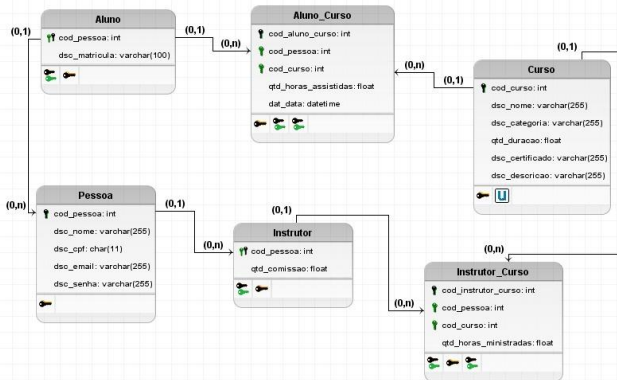 Aluno
cod_pessoa: int
dsc_matricula: varchar(100)
(0,1)
(0,1)
(0,n)
Aluno_Curso
cod_aluno_curso: int
cod_pessoa: int
cod_curso: int
qtd_horas_assistidas: float
dat_data: datetime
(0,n)
(0,1)
(0,1)
Curso
cod_curso: int
dsc_nome: varchar(255)
dsc_categoria: varchar(255)
qtd_duracao: float
dsc_certificado: varchar(255)
dsc_descricao: varchar(255)
U
(0,n)
Pessoa
cod_pessoa: int
dsc_nome: varchar(255)
dsc_cpf: char(11)
dsc_email: varchar(255)
dsc_senha: varchar(255)
(0,1)
(0,n)
Instrutor
cod_pessoa: int
qtd_comissao: float
(0,1)
(0,n)
(0,n)
Instrutor_Curso
cod_instrutor_curso: int
cod_pessoa: int
cod_curso: int
qtd_horas_ministradas: float